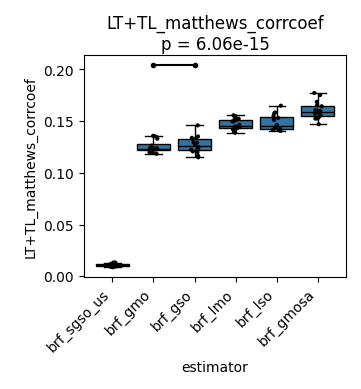 LT+TL_matthews_corrcoef
p = 6.06e-15
LT+TL_matthews_corrcoef
0.20
0.15
0.10
0.05
0.00
brf_sgso_us
brf_gmo
brf_gso
brf_lmo
brf_lso
brf_gmosa
estimator